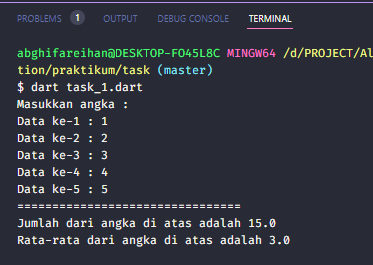 PROBLEMS 1 OUTPUT DEBUG CONSOLE TERMINAL
abghifareihan@DESKTOP-FO45L8C MINGW64 /d/PROJECT/Al
tion/praktikum/task (master)
$ dart task_1.dart
Masukkan angka :
Data ke-1 : 1
Data ke-2 : 2
Data ke-3 : 3
Data ke-4 : 4
Data ke-5 : 5
================================
Jumlah dari angka di atas adalah 15.0
Rata-rata dari angka di atas adalah 3.0